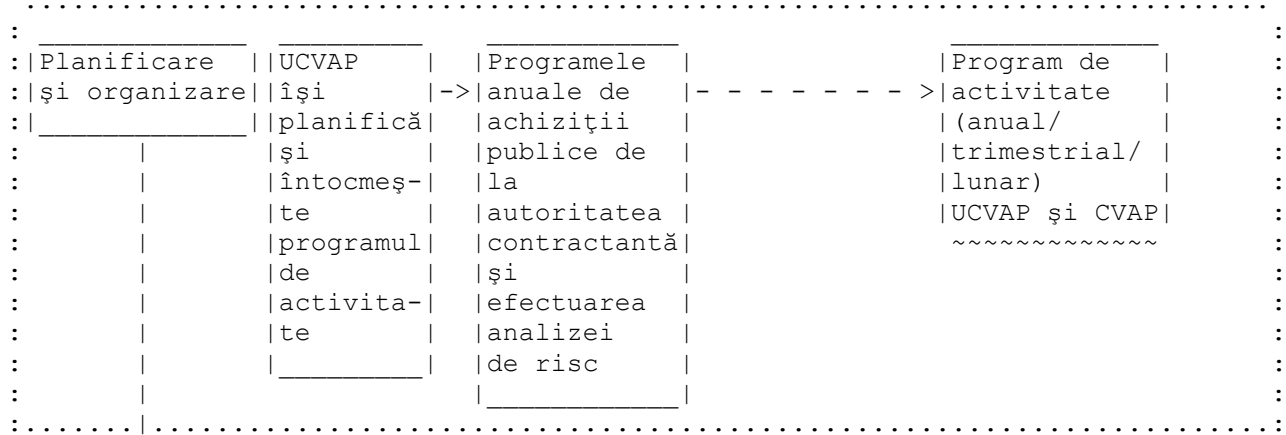 Planificare UCVAP Programele Program de
şi organizare îşi -> anuale de - - - - - - - > activitate
planifică achiziţii (anual/
şi publice de trimestrial/
întocmeş- la lunar)
te autoritatea UCVAP şi CVAP
programul contractantă
de şi
activita- efectuarea
te analizei
de risc